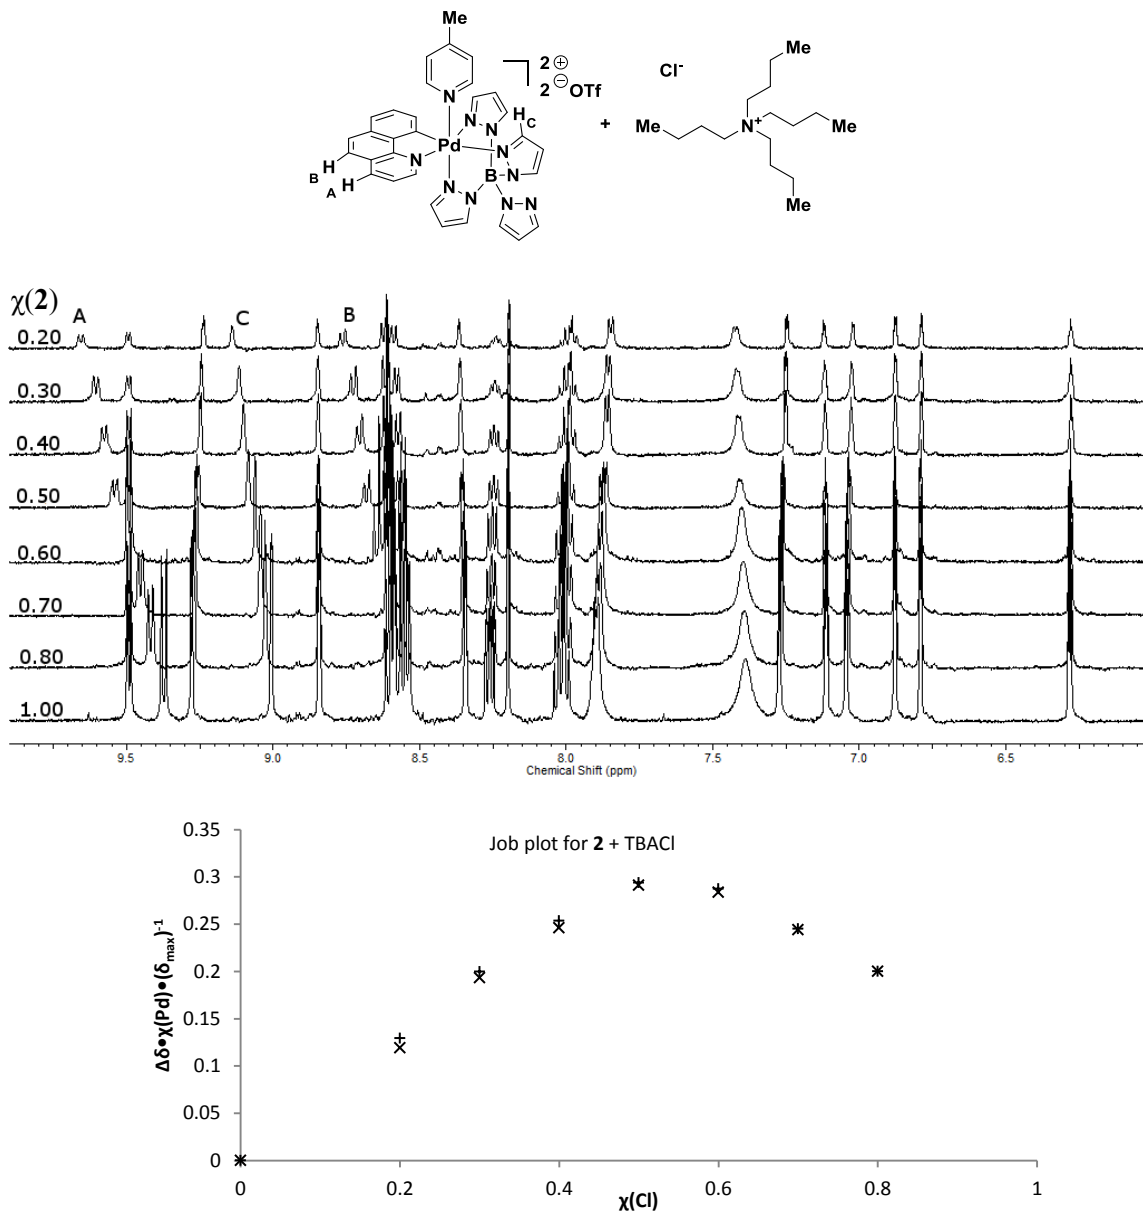 Me
2 ⊕
2 ⊖OTf
N
N
N
H
C
N
Pd
N
N
B
N
N
N
N
N
H
B
H
A
+
Cl-
Me
Me
Me
N+
Me
χ(2)
A
C
B
0.20
0.30
0.40
0.50
0.60
0.70
0.80
1.00
9.5 9.0 8.5 8.0 7.5 7.0 6.5
Chemical Shift (ppm)
Job plot for 2 + TBACl
0.35
0.3
0.25
0.2
0.15
0.1
0.05
0
Δδ•χ(Pd)•(δmax)-1
0 0.2 0.4 0.6 0.8 1
χ(Cl)